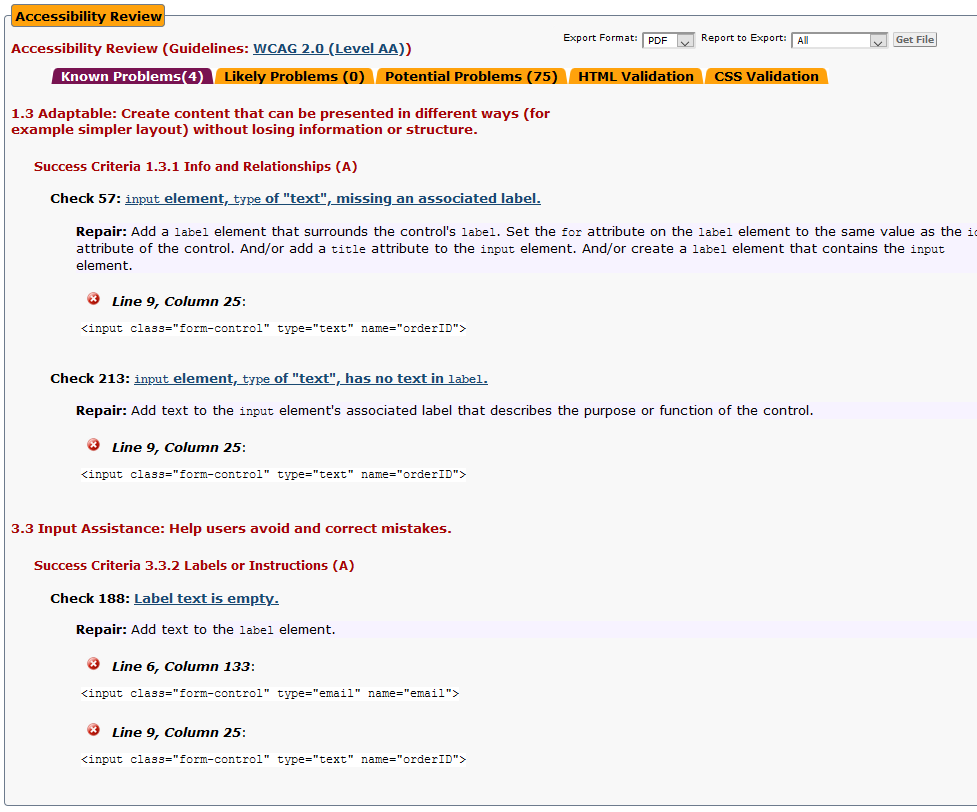 Accessibility Review
Accessibility Review (Guidelines: WCAG 2.0 (Level AA))
Export Format: PDF Report to Export: All Get File
Known Problems(4) Likely Problems (0) Potential Problems (75) HTML Validation CSS Validation
1.3 Adaptable: Create content that can be presented in different ways (for
example simpler layout) without losing information or structure.
Success Criteria 1.3.1 Info and Relationships (A)
Check 57: input element, type of "text", missing an associated label.
Repair: Add a label element that surrounds the control's label. Set the for attribute on the label element to the same value as the
attribute of the control. And/or add a title attribute to the input element. And/or create a label element that contains the input
element.
Line 9, Column 25:
<input class="form-control" type="text" name="orderID">
Check 213: input element, type of "text", has no text in label.
Repair: Add text to the input element's associated label that describes the purpose or function of the control.
Line 9, Column 25:
<input class="form-control" type="text" name="orderID">
3.3 Input Assistance: Help users avoid and correct mistakes.
Success Criteria 3.3.2 Labels or Instructions (A)
Check 188: Label text is empty.
Repair: Add text to the label element.
Line 6, Column 133:
<input class="form-control" type="email" name="email">
Line 9, Column 25:
<input class="form-control" type="text" name="orderID">